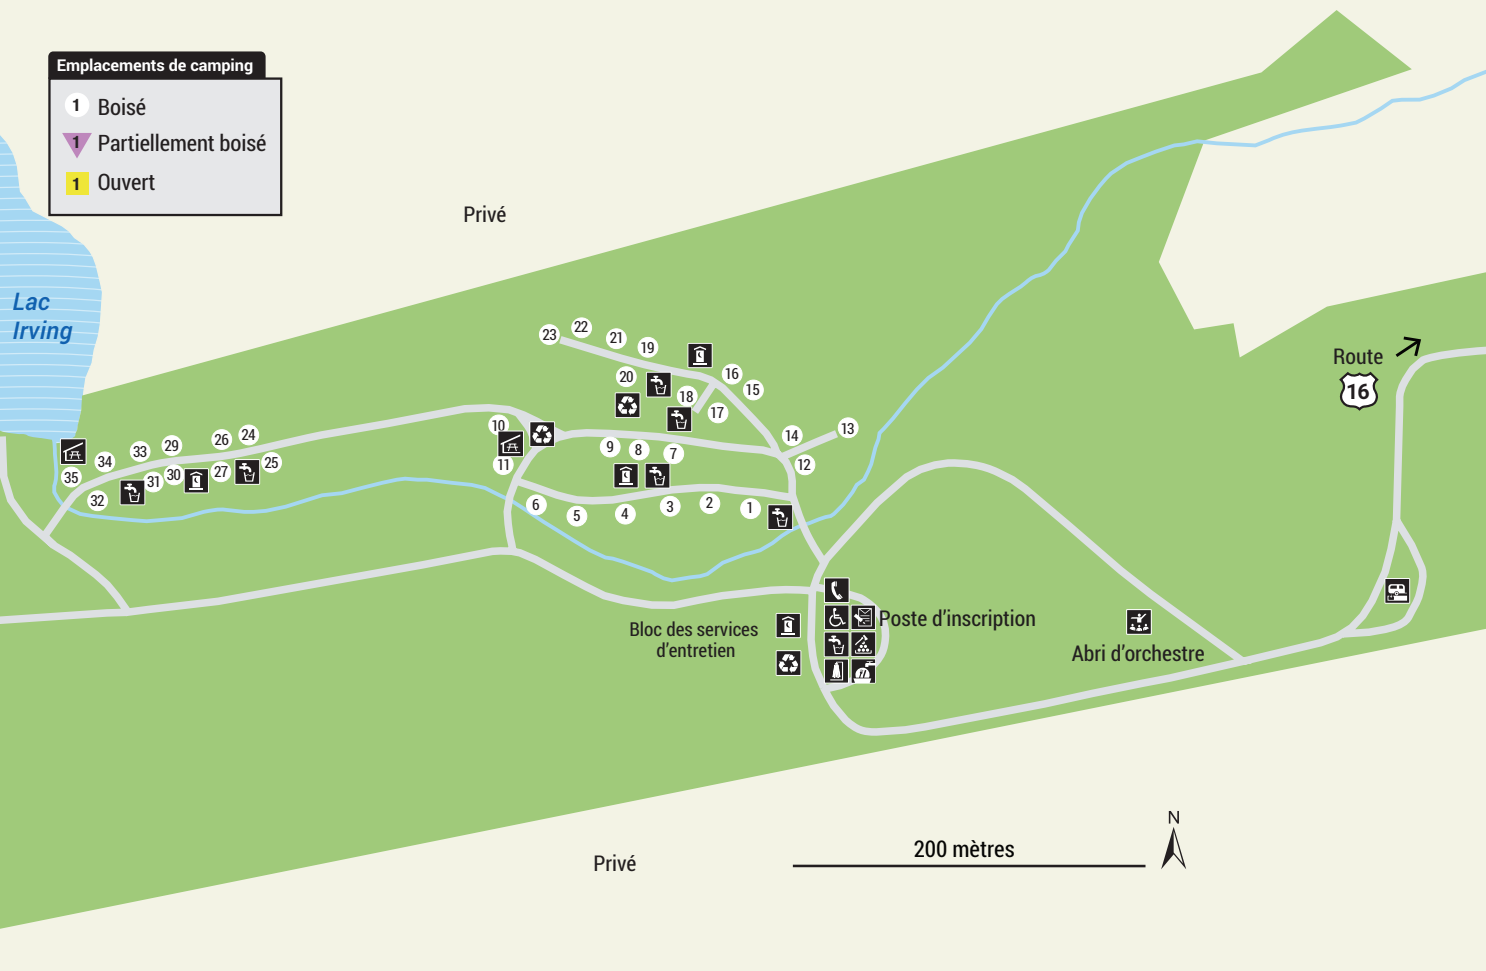 Emplacements de camping
1 Boisé
1 Partiellement boisé
1 Ouvert
Privé
Lac
Irving
23
22
21
19
20
18
16
15
17
14
13
12
10
11
9
8
7
6
5
4
3
2
1
24
26
29
33
34
35
32
31
30
27
25
Route
16
Poste d'inscription
Bloc des services
d'entretien
Abri d'orchestre
Privé
200 mètres
N